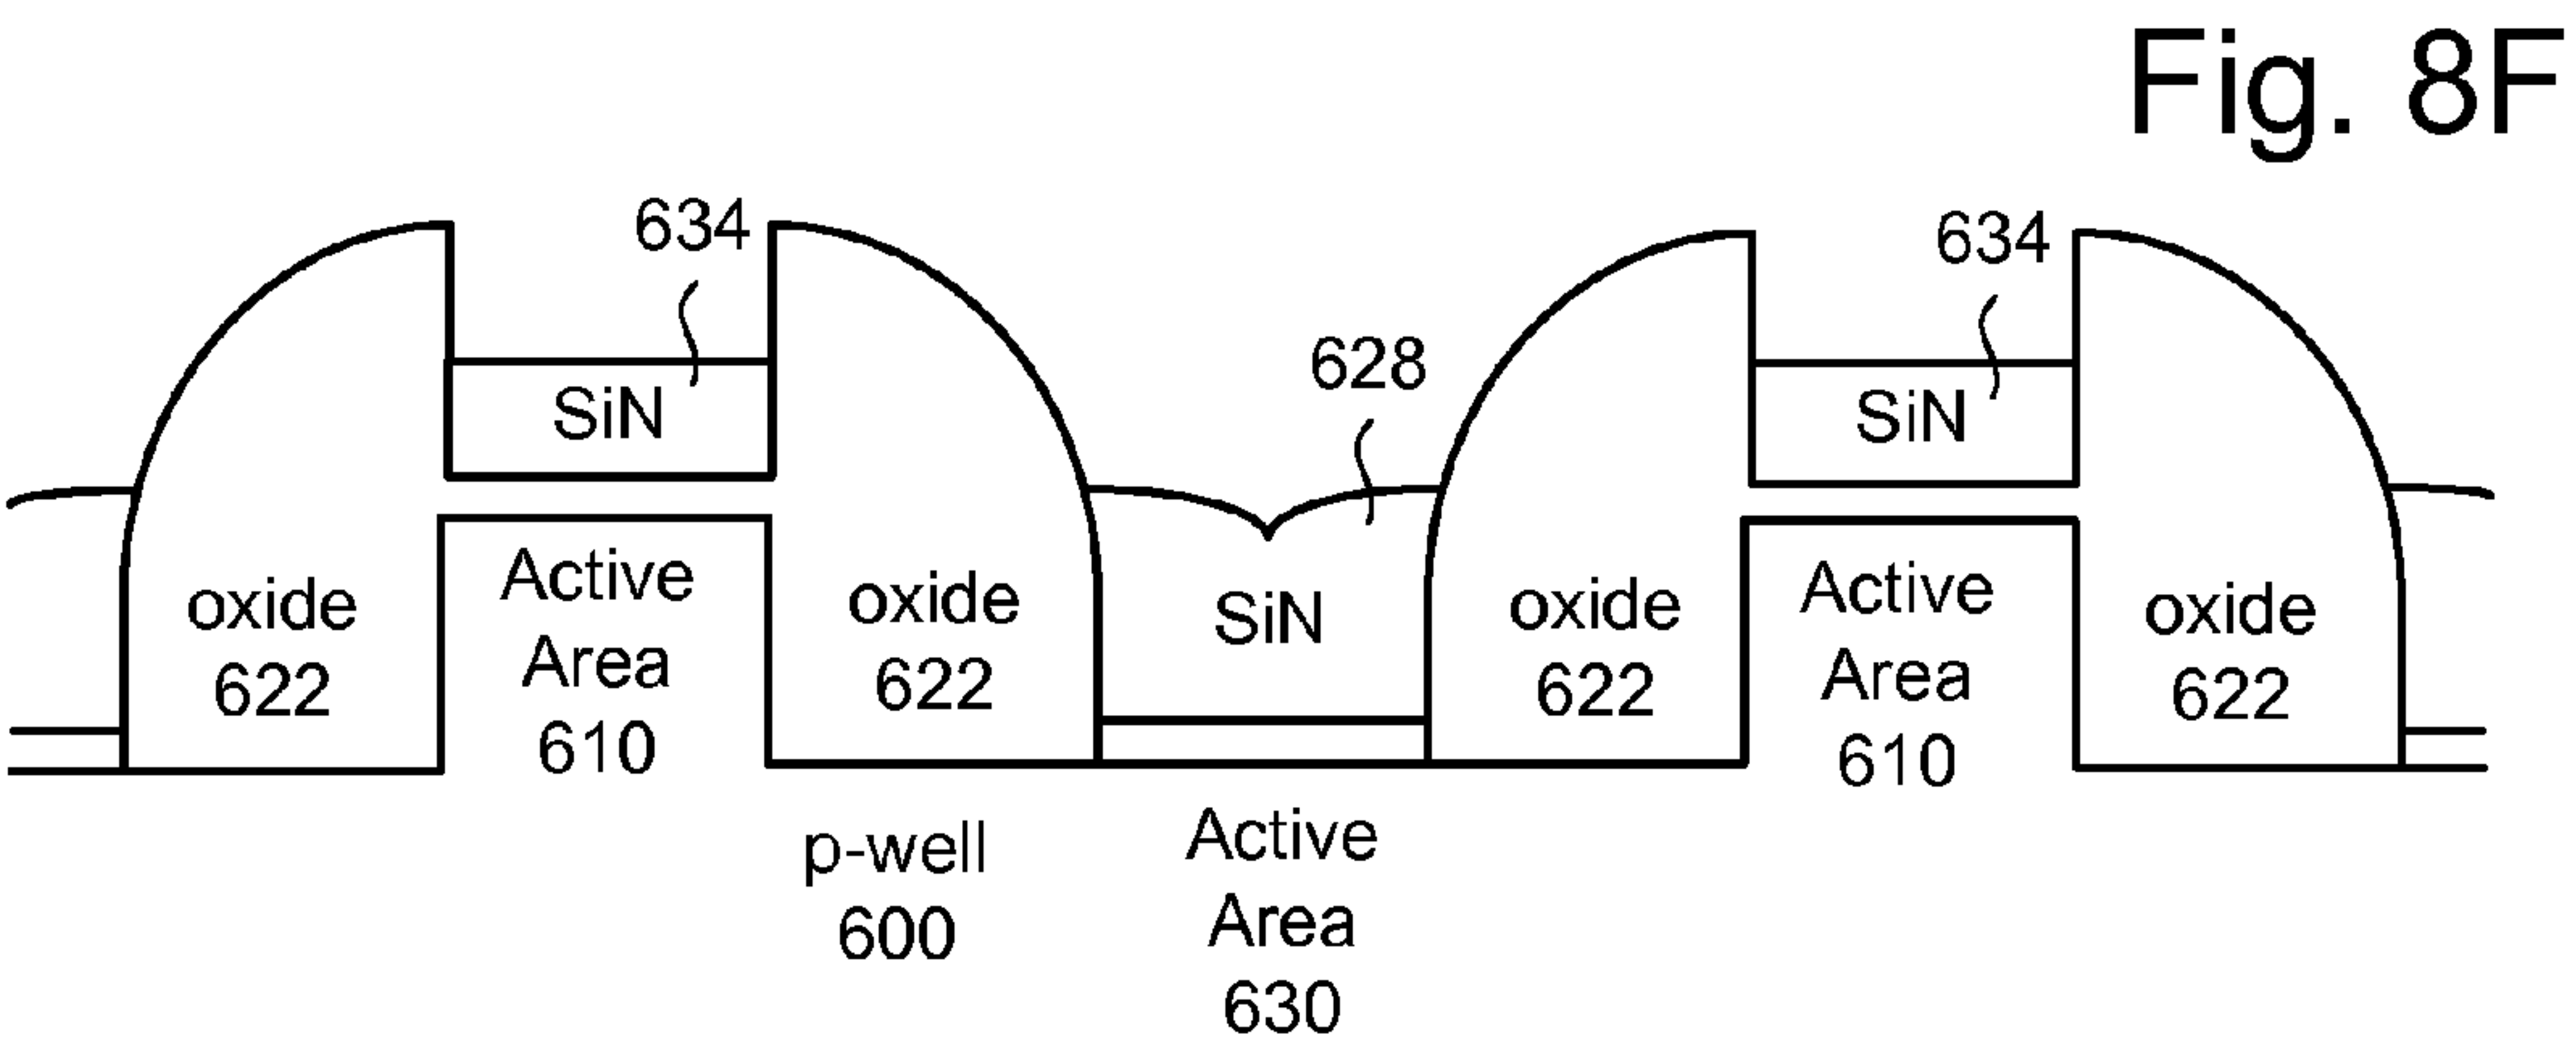 Fig. 8F
634
634
628
SiN
SiN
oxide
622
Active
Area
610
oxide
622
SiN
oxide
622
Active
Area
610
oxide
622
p-well
600
Active
Area
630